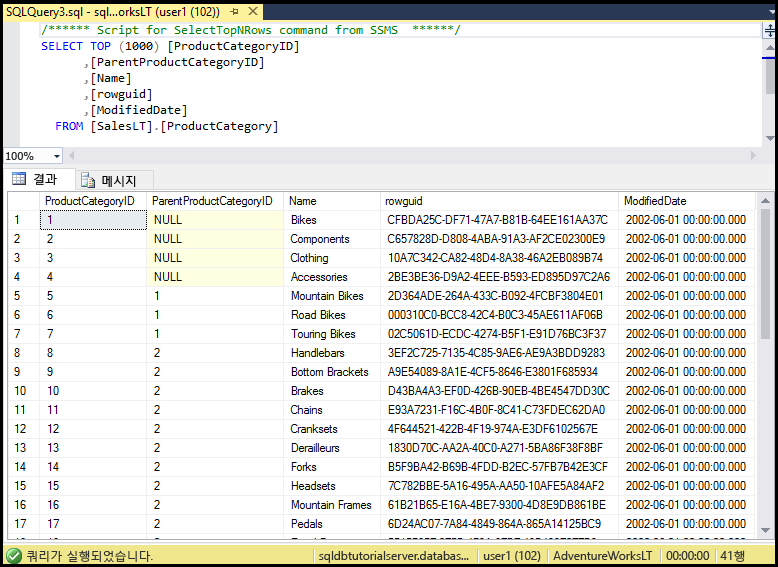 SQLQuery3.sql - sql...orksLT (user1 (102))
/****** Script for SelectTopNRows command from SSMS ******/
SELECT TOP (1000) [ProductCategoryID]
,[ParentProductCategoryID]
,[Name]
,[rowguid]
,[ModifiedDate]
FROM [SalesLT].[ProductCategory]
100%
결과 메시지
ProductCategoryID ParentProductCategoryID Name rowguid ModifiedDate
1 1 NULL Bikes CFBDA25C-DF71-47A7-B81B-64EE161AA37C 2002-06-01 00:00:00.000
2 2 NULL Components C657828D-D808-4ABA-91A3-AF2CE02300E9 2002-06-01 00:00:00.000
3 3 NULL Clothing 10A7C342-CA82-48D4-8A38-46A2EB089B74 2002-06-01 00:00:00.000
4 4 NULL Accessories 2BE3BE36-D9A2-4EEE-B593-ED895D97C2A6 2002-06-01 00:00:00.000
5 5 1 Mountain Bikes 2D364ADE-264A-433C-B092-4FCBF3804E01 2002-06-01 00:00:00.000
6 6 1 Road Bikes 000310C0-BCC8-42C4-B0C3-45AE611AF06B 2002-06-01 00:00:00.000
7 7 1 Touring Bikes 02C5061D-ECDC-4274-B5F1-E91D76BC3F37 2002-06-01 00:00:00.000
8 8 2 Handlebars 3EF2C725-7135-4C85-9AE6-AE9A3BDD9283 2002-06-01 00:00:00.000
9 9 2 Bottom Brackets A9E54089-8A1E-4CF5-8646-E3801F685934 2002-06-01 00:00:00.000
10 10 2 Brakes D43BA4A3-EF0D-426B-90EB-4BE4547DD30C 2002-06-01 00:00:00.000
11 11 2 Chains E93A7231-F16C-4B0F-8C41-C73FDEC62DA0 2002-06-01 00:00:00.000
12 12 2 Cranksets 4F644521-422B-4F19-974A-E3DF6102567E 2002-06-01 00:00:00.000
13 13 2 Derailleurs 1830D70C-AA2A-40C0-A271-5BA86F38F8BF 2002-06-01 00:00:00.000
14 14 2 Forks B5F9BA42-B69B-4FDD-B2EC-57FB7B42E3CF 2002-06-01 00:00:00.000
15 15 2 Headsets 7C782BBE-5A16-495A-AA50-10AFE5A84AF2 2002-06-01 00:00:00.000
16 16 2 Mountain Frames 61B21B65-E16A-4BE7-9300-4D8E9DB861BE 2002-06-01 00:00:00.000
17 17 2 Pedals 6D24AC07-7A84-4849-864A-865A14125BC9 2002-06-01 00:00:00.000
쿼리가 실행되었습니다. sqldbtutorialserver.databas... user1 (102) AdventureWorksLT 00:00:00 41행